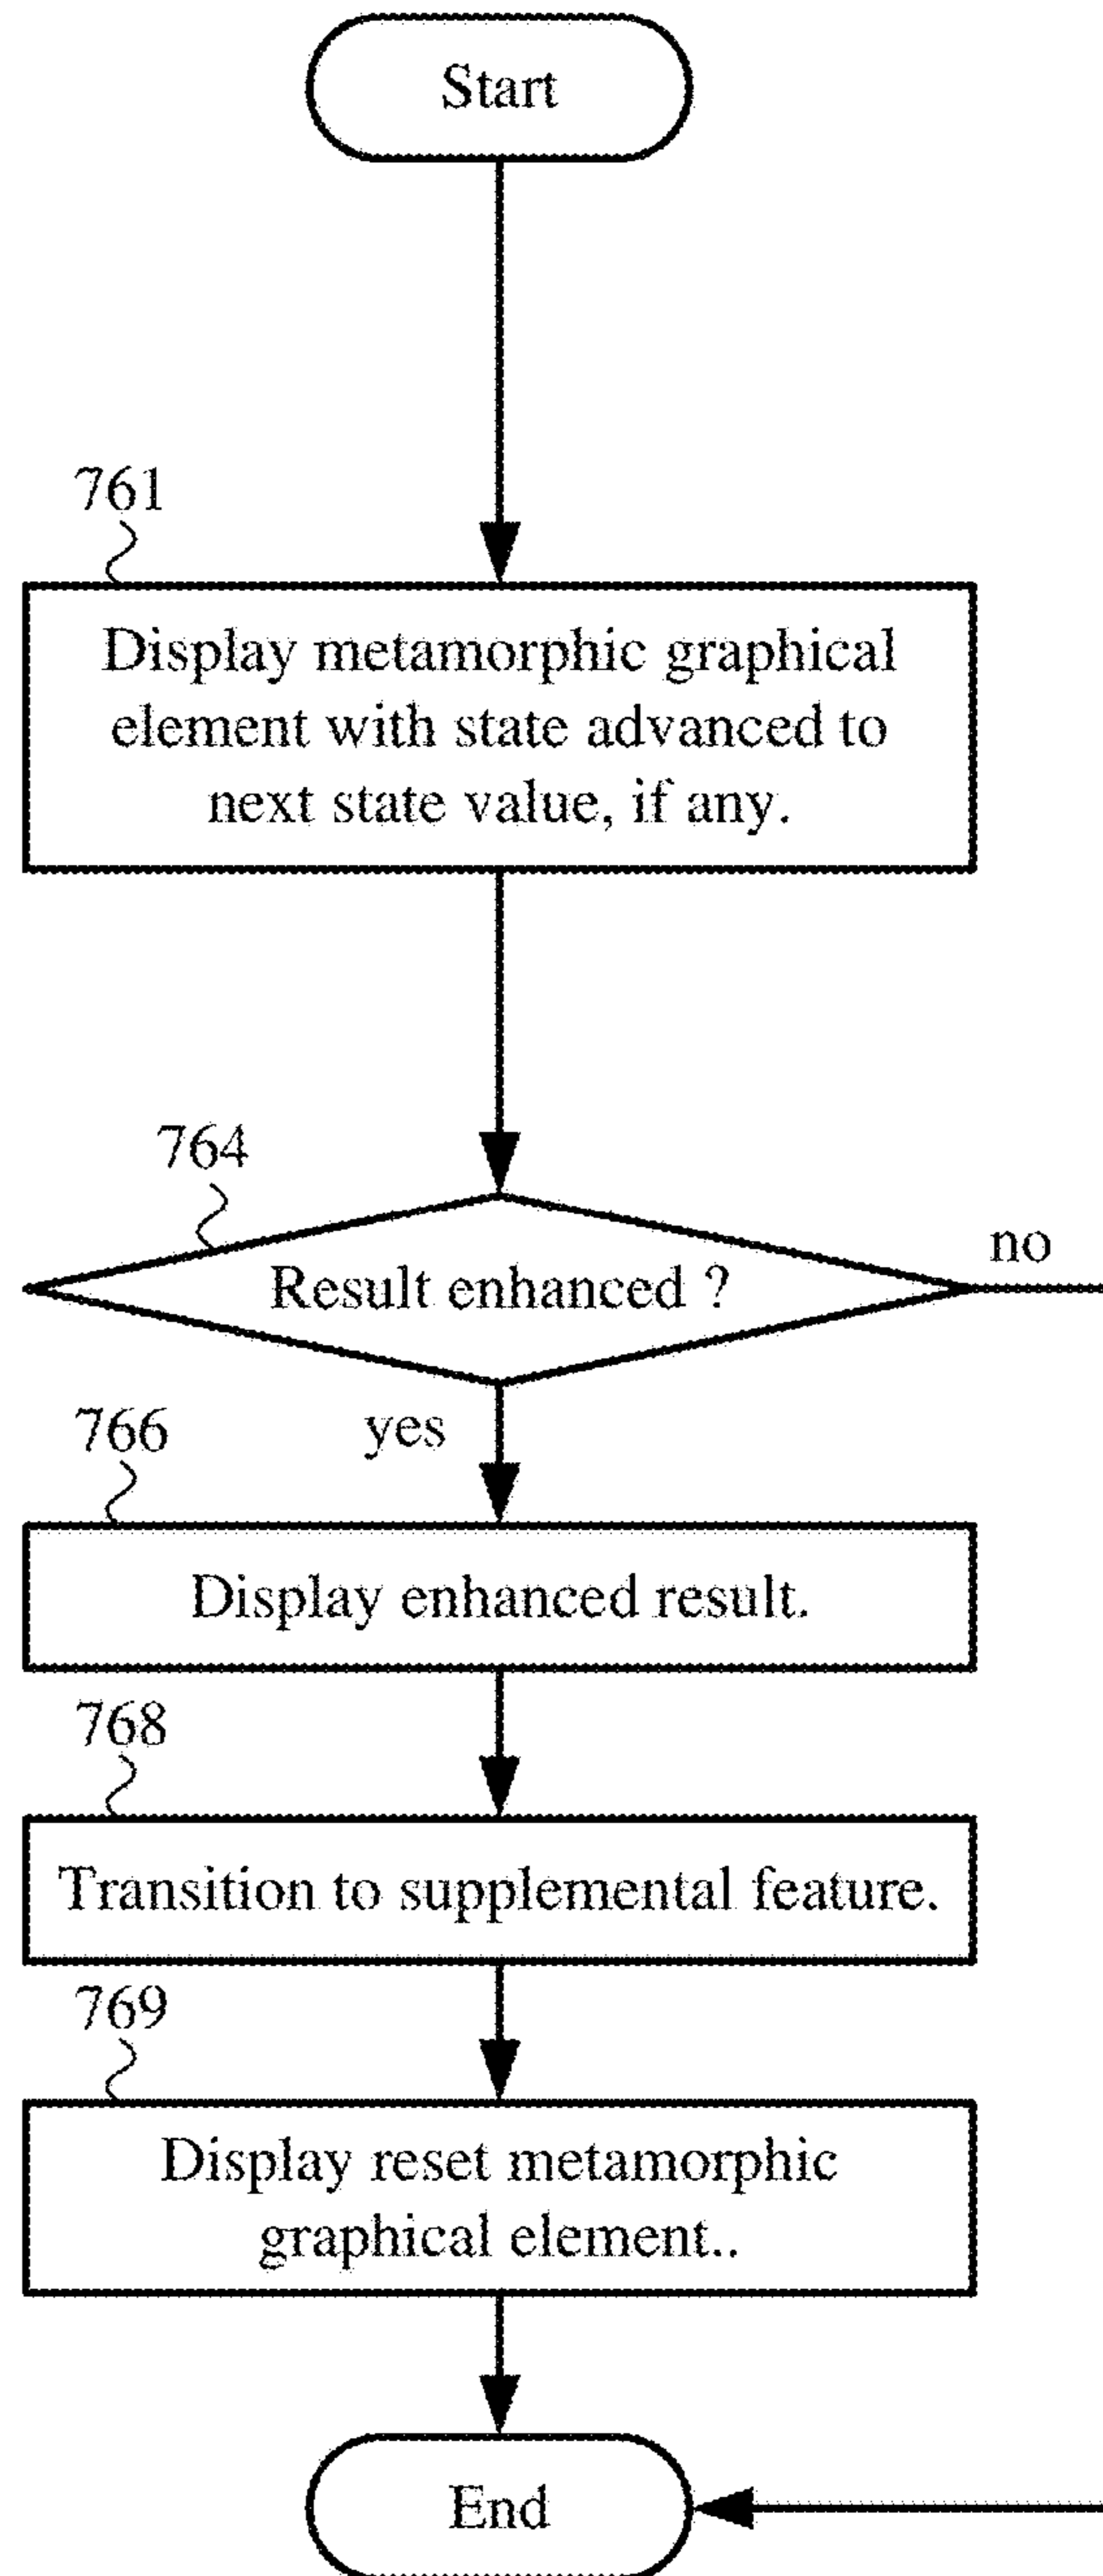 Start
761
Display metamorphic graphical
element with state advanced to
next state value, if any.
764
Result enhanced ?
no
yes
766
Display enhanced result.
768
Transition to supplemental feature.
769
Display reset metamorphic
graphical element..
End